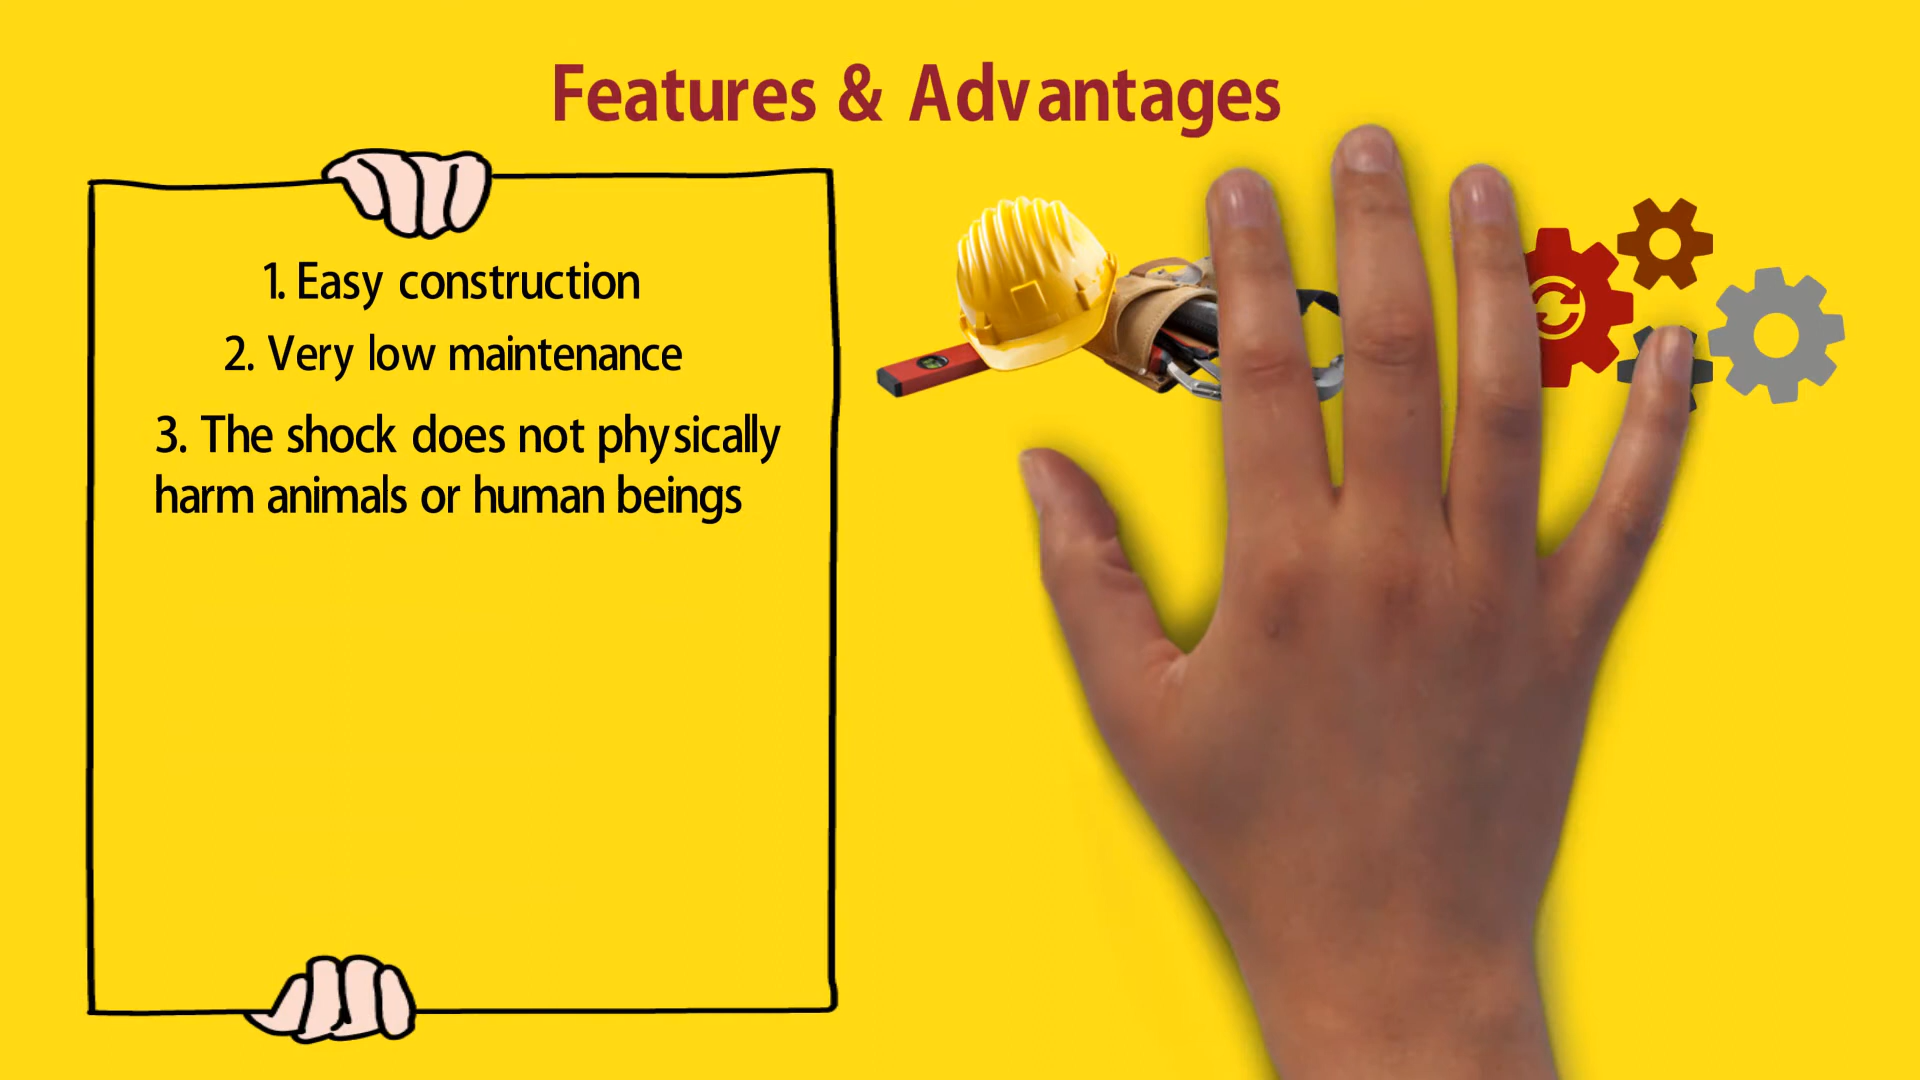 Features & Advantages
1. Easy construction
2. Very low maintenance
3. The shock does not physically
harm animals or human beings